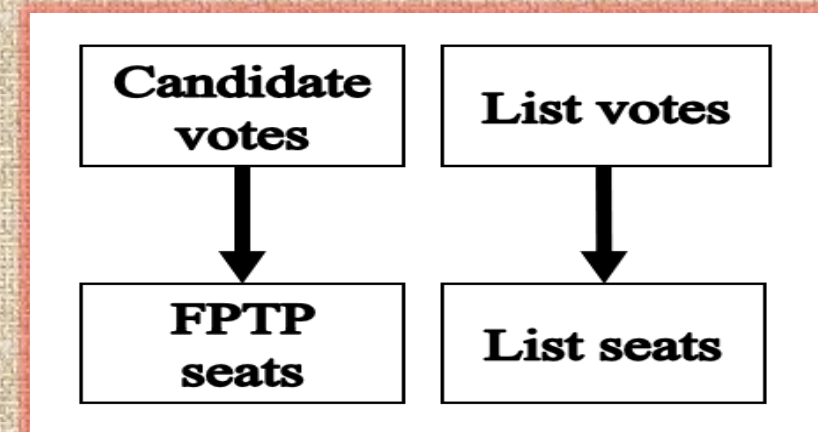 Candidate
votes
List votes
FPTP
seats
List seats